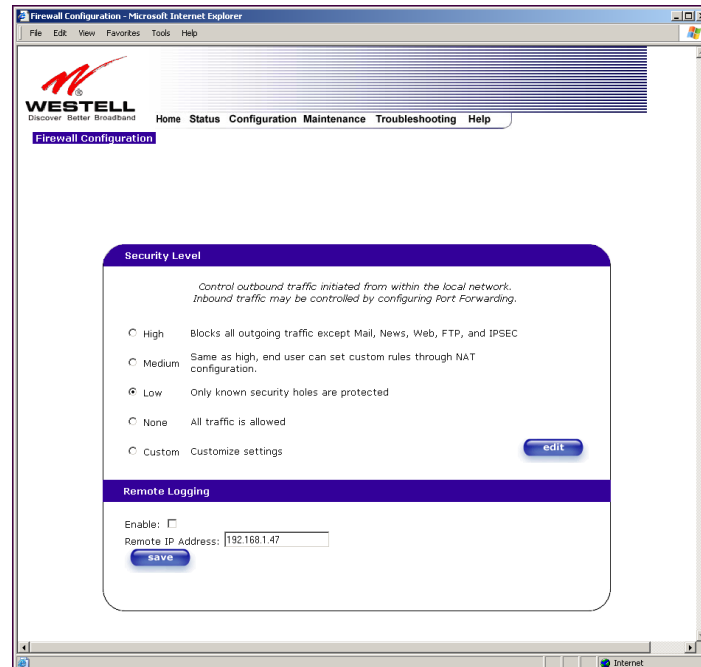 Firewall Configuration - Microsoft Internet Explorer
File Edit View Favorites Tools Help
®
WESTELL
Discover Better Broadband
Home Status Configuration Maintenance Troubleshooting Help
Firewall Configuration
Security Level
Control outbound traffic initiated from within the local network.
Inbound traffic may be controlled by configuring Port Forwarding.
High Blocks all outgoing traffic except Mail, News, Web, FTP, and IPSEC
Medium Same as high, end user can set custom rules through NAT
configuration.
Low Only known security holes are protected
None All traffic is allowed
Custom Customize settings
edit
Remote Logging
Enable:
Remote IP Address: 192.168.1.47
save
Internet